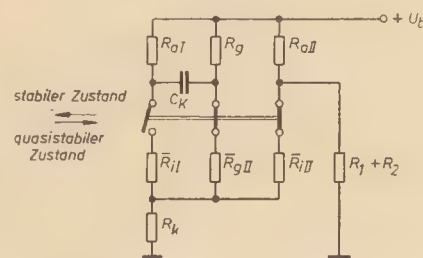 + U_b
R_aI
R_g
R_aII
C_K
stabiler Zustand
quasistabiler
Zustand
R̅_iI
R̅_gII
R̅_iII
R_1 + R_2
R_k